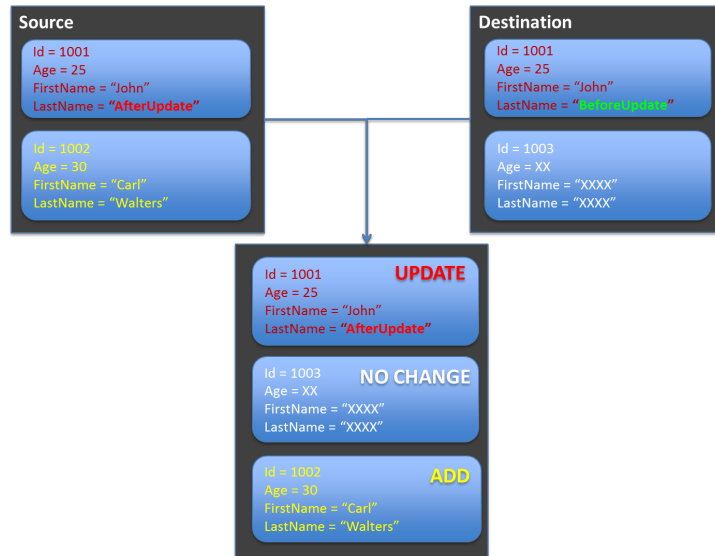 Source
Id = 1001
Age = 25
FirstName = “John”
LastName = “AfterUpdate”
Id = 1002
Age = 30
FirstName = “Carl”
LastName = “Walters”
Destination
Id = 1001
Age = 25
FirstName = “John”
LastName = “BeforeUpdate”
Id = 1003
Age = XX
FirstName = “XXXX”
LastName = “XXXX”
UPDATE
Id = 1001
Age = 25
FirstName = “John”
LastName = “AfterUpdate”
NO CHANGE
Id = 1003
Age = XX
FirstName = “XXXX”
LastName = “XXXX”
ADD
Id = 1002
Age = 30
FirstName = “Carl”
LastName = “Walters”